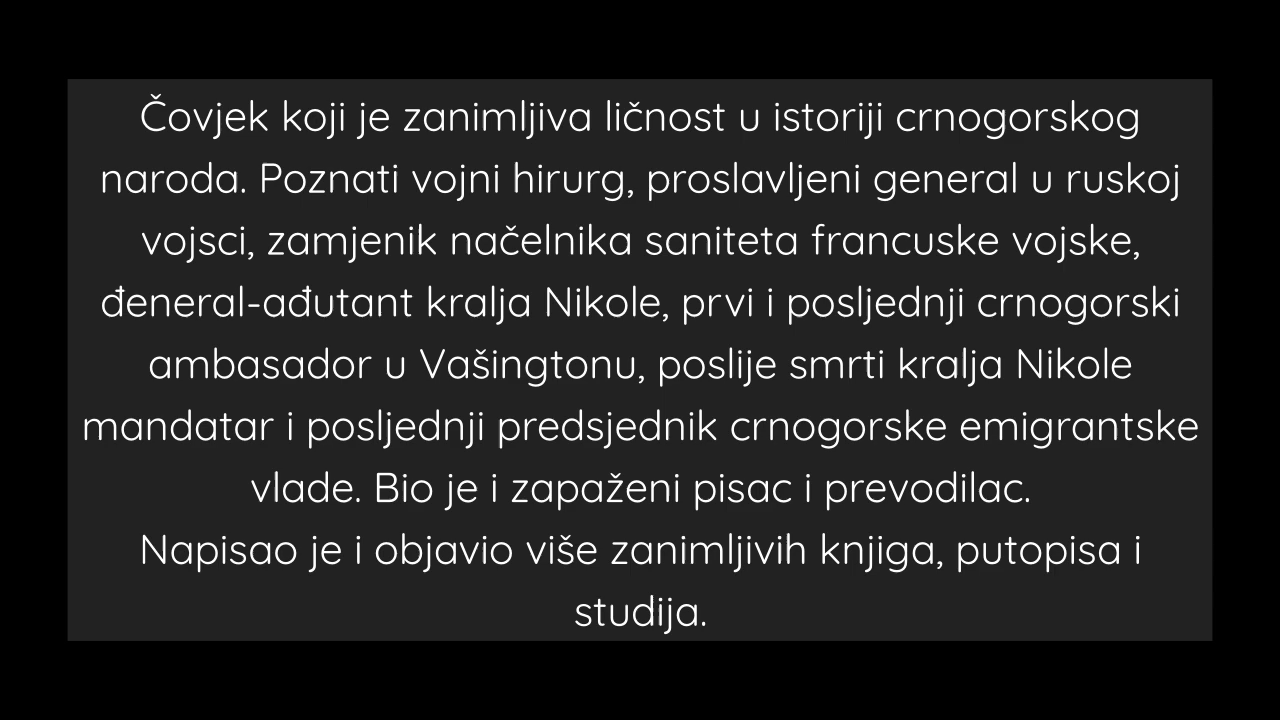 Čovjek koji je zanimljiva ličnost u istoriji crnogorskog
naroda. Poznati vojni hirurg, proslavljeni general u ruskoj
vojsci, zamjenik načelnika saniteta francuske vojske,
đeneral-ađutant kralja Nikole, prvi i posljednji crnogorski
ambasador u Vašingtonu, poslije smrti kralja Nikole
mandatar i posljednji predsjednik crnogorske emigrantske
vlade. Bio je i zapaženi pisac i prevodilac.
Napisao je i objavio više zanimljivih knjiga, putopisa i
studija.